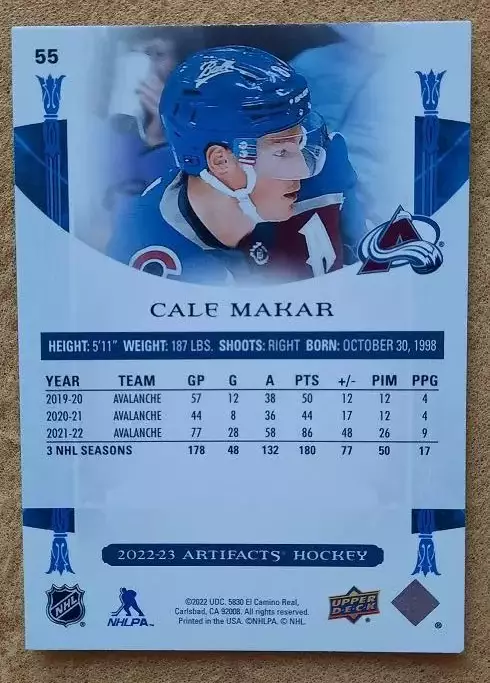 55
CALE MAKAR
HEIGHT: 5'11" WEIGHT: 187 LBS. SHOOTS: RIGHT BORN: OCTOBER 30, 1998
YEAR TEAM GP G A PTS +/- PIM PPG
2019-20 AVALANCHE 57 12 38 50 12 12 4
2020-21 AVALANCHE 44 8 36 44 17 12 4
2021-22 AVALANCHE 77 28 58 86 48 26 9
3 NHL SEASONS 178 48 132 180 77 50 17
2022-23 ARTIFACTS HOCKEY
NHL
NHLPA
©2022 UDC. 5830 El Camino Real,
Carlsbad, CA 92008. All rights reserved.
©NHLPA. © NHL.
UPPER
DECK
®